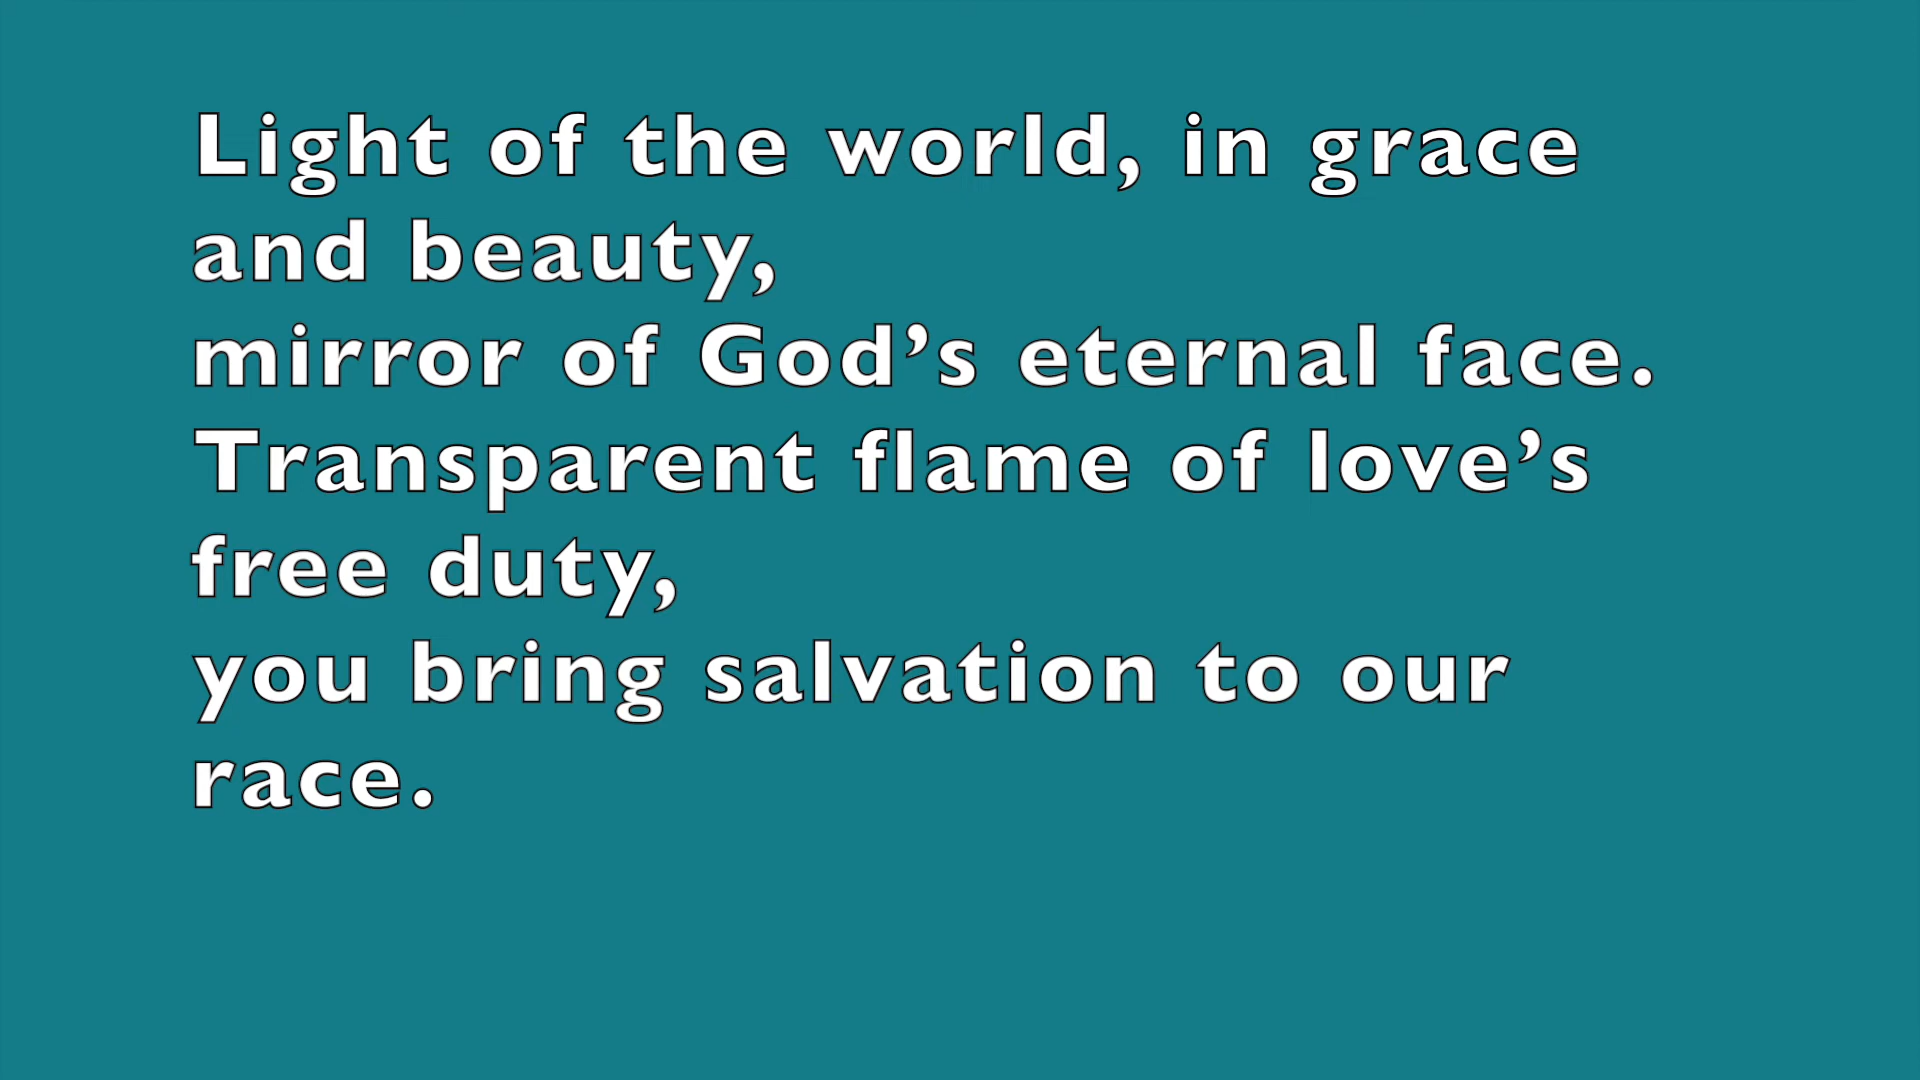 Light of the world, in grace
and beauty,
mirror of God’s eternal face.
Transparent flame of love’s
free duty,
you bring salvation to our
race.